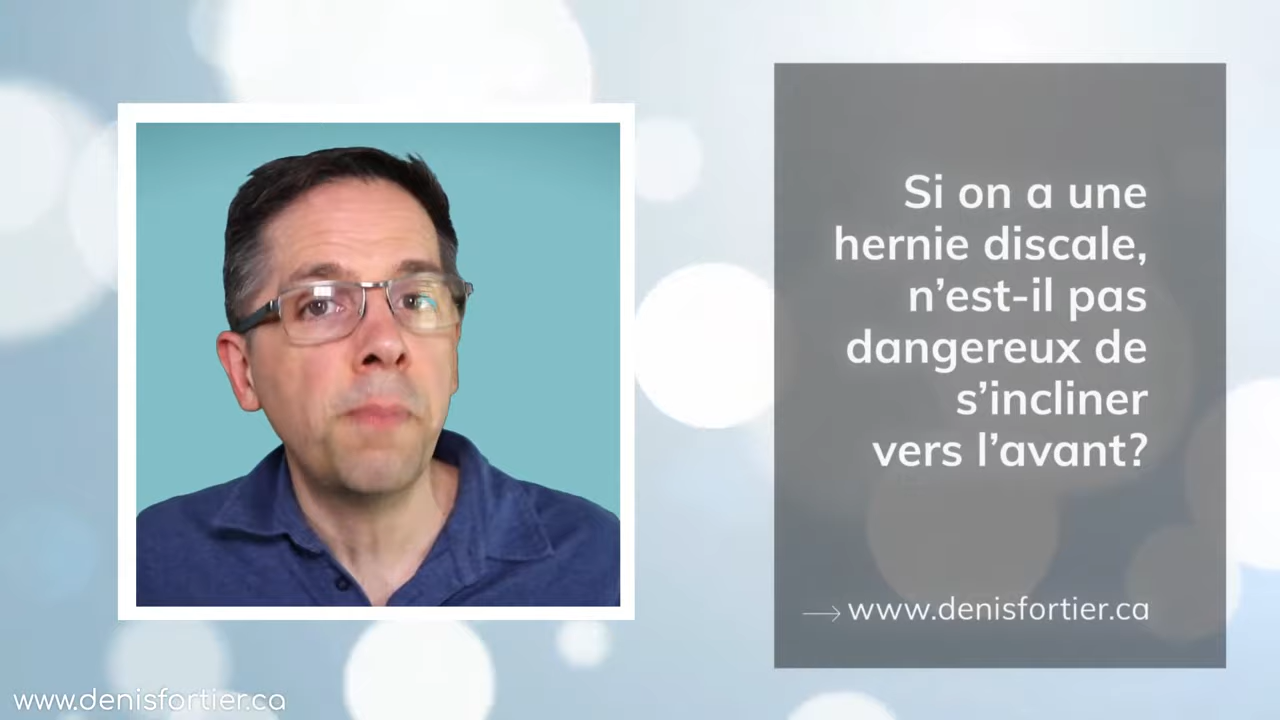 Si on a une
hernie discale,
n’est-il pas
dangereux de
s’incliner
vers l’avant?
www.denisfortier.ca
www.denisfortier.ca